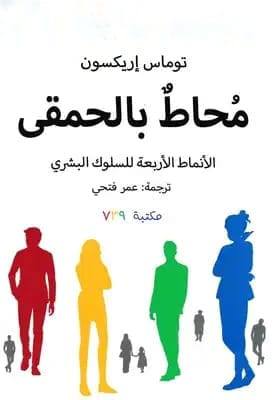 توماس إريكسون
مُحاطٌ بالحمقى
الأنماط الأربعة للسلوك البشري
ترجمة: عمر فتحي
مكتبة ٧٣٩